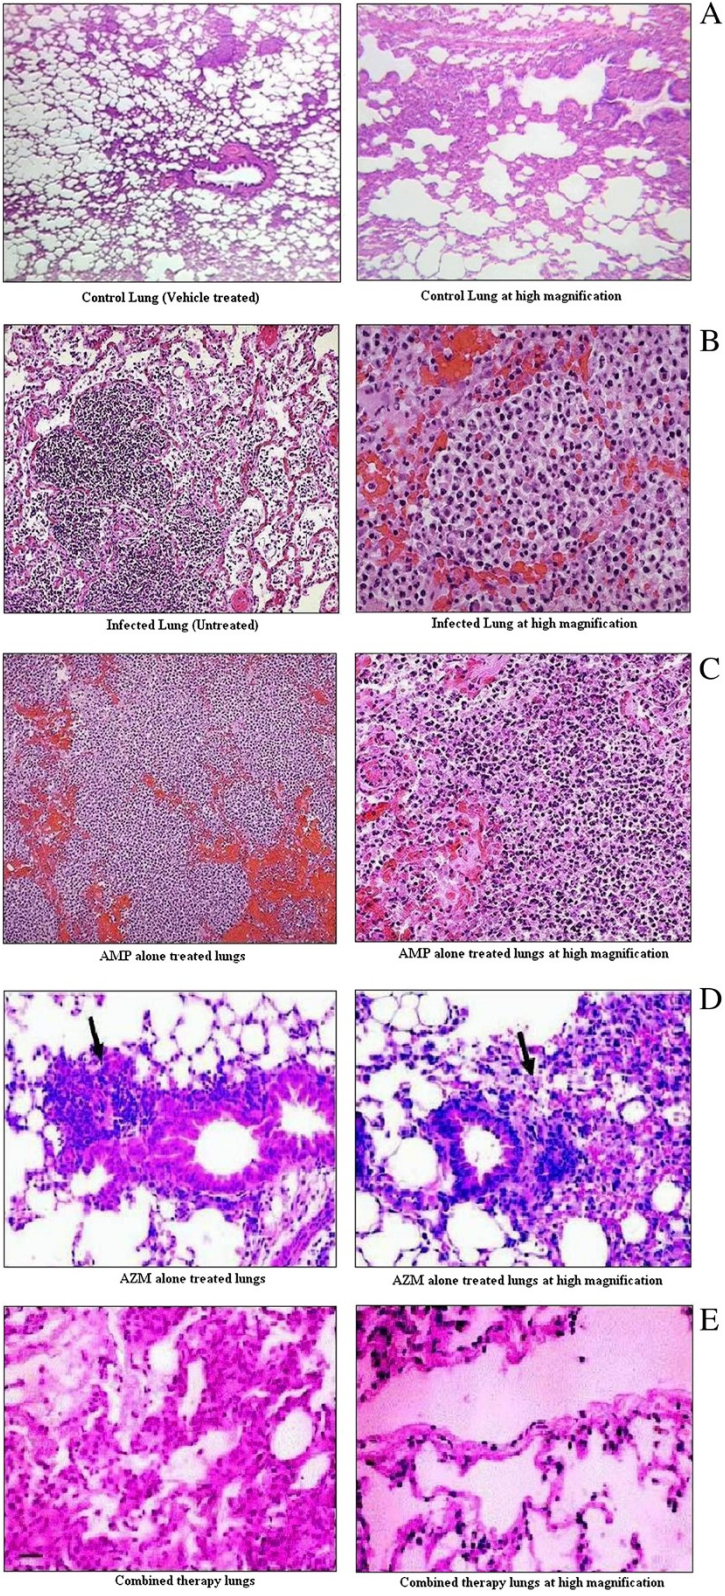 A
Control Lung (Vehicle treated)
Control Lung at high magnification
B
Infected Lung (Untreated)
Infected Lung at high magnification
C
AMP alone treated lungs
AMP alone treated lungs at high magnification
D
AZM alone treated lungs
AZM alone treated lungs at high magnification
E
Combined therapy lungs
Combined therapy lungs at high magnification